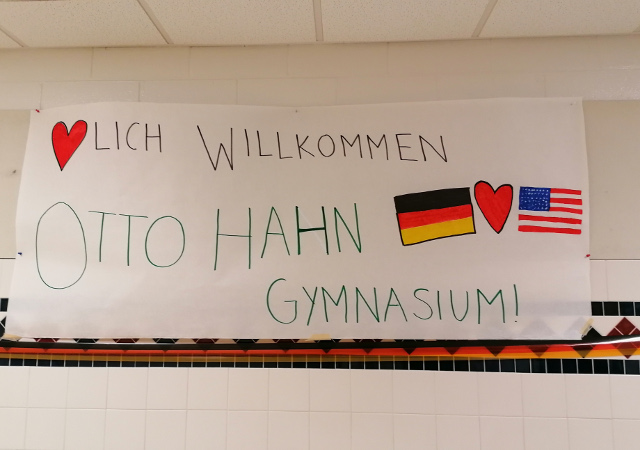 ❤LICH WILLKOMMEN
OTTO HAHN
GYMNASIUM!